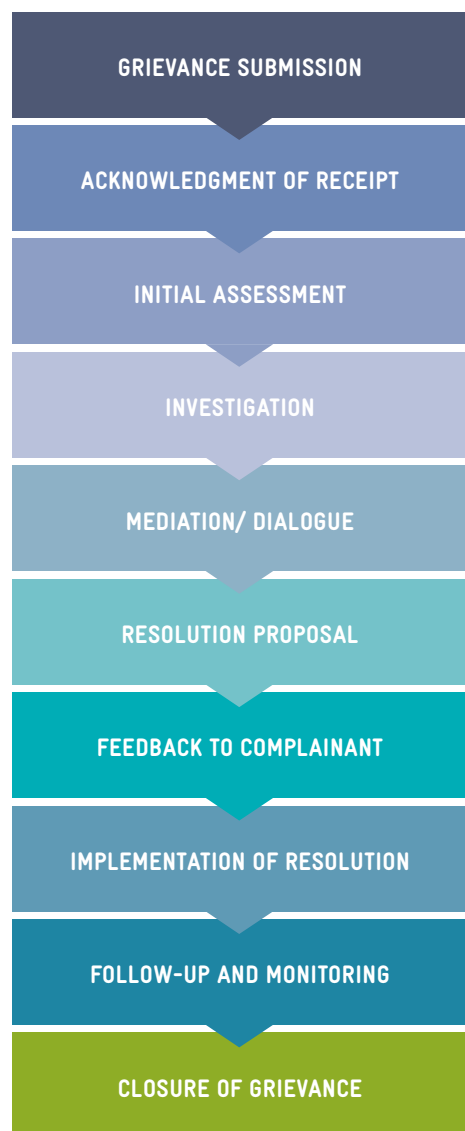 GRIEVANCE SUBMISSION
ACKNOWLEDGMENT OF RECEIPT
INITIAL ASSESSMENT
INVESTIGATION
MEDIATION/ DIALOGUE
RESOLUTION PROPOSAL
FEEDBACK TO COMPLAINANT
IMPLEMENTATION OF RESOLUTION
FOLLOW-UP AND MONITORING
CLOSURE OF GRIEVANCE